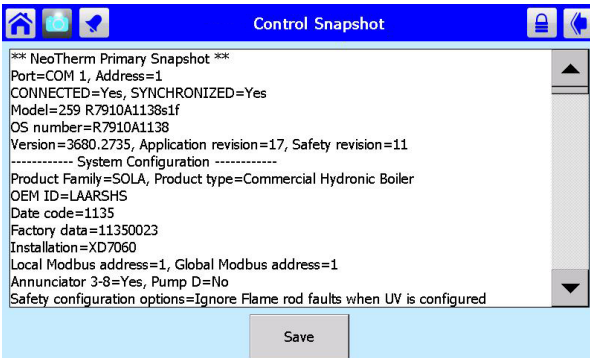 Control Snapshot
** NeoTherm Primary Snapshot **
Port=COM 1, Address=1
CONNECTED=Yes, SYNCHRONIZED=Yes
Model=259 R7910A1138s1f
OS number=R7910A1138
Version=3680.2735, Application revision=17, Safety revision=11
------------ System Configuration ------------
Product Family=SOLA, Product type=Commercial Hydronic Boiler
OEM ID=LAARSHS
Date code=1135
Factory data=11350023
Installation=XD7060
Local Modbus address=1, Global Modbus address=1
Annunciator 3-8=Yes, Pump D=No
Safety configuration options=Ignore Flame rod faults when UV is configured
Save